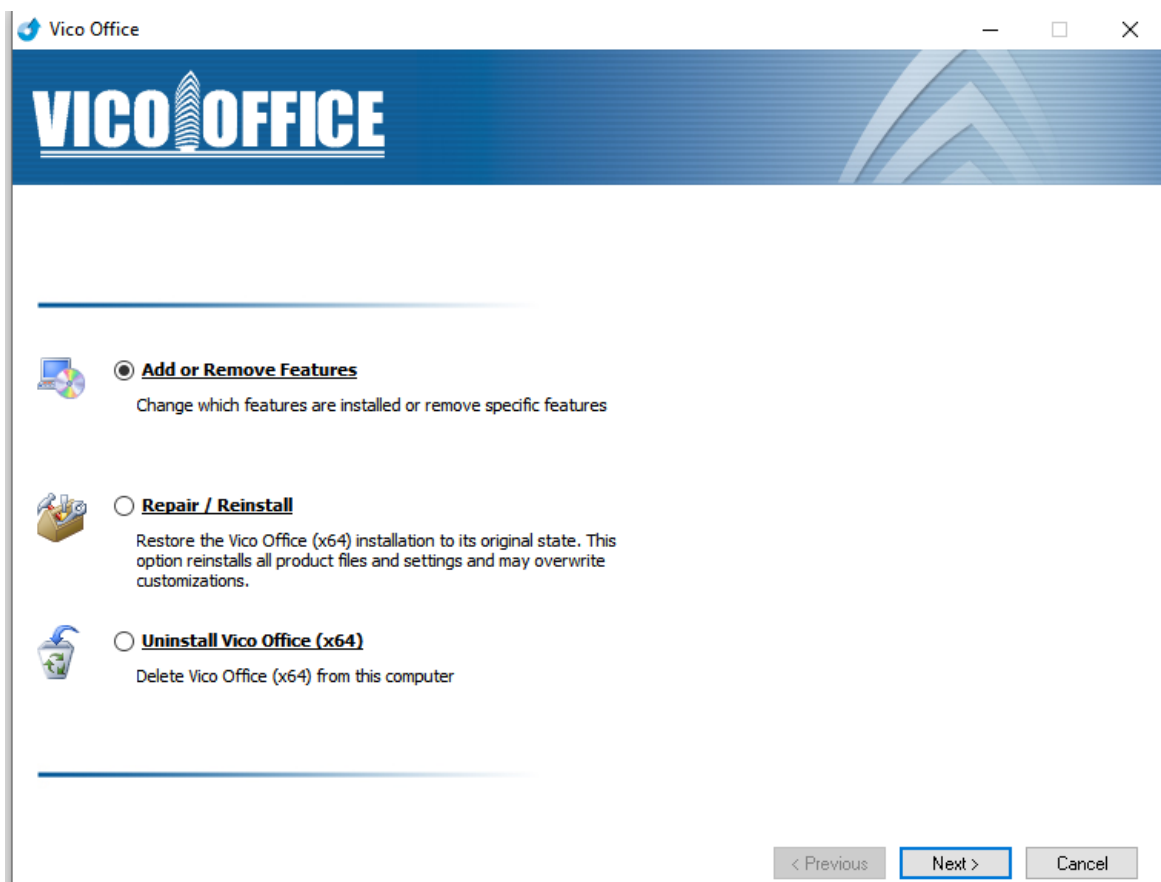 Vico Office
VICO OFFICE
Add or Remove Features
Change which features are installed or remove specific features
Repair / Reinstall
Restore the Vico Office (x64) installation to its original state. This
option reinstalls all product files and settings and may overwrite
customizations.
Uninstall Vico Office (x64)
Delete Vico Office (x64) from this computer
< Previous Next > Cancel